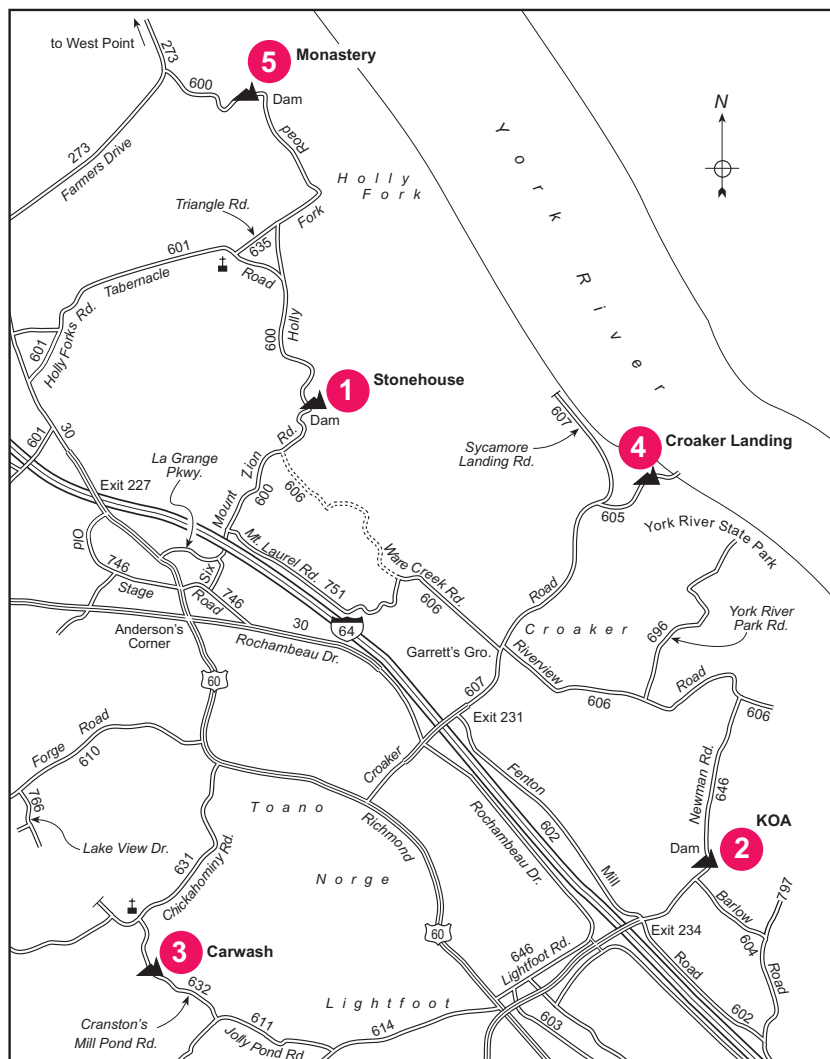 to West Point
273
5
Monastery
600
Dam
Road
N
York River
273
Farmers Drive
Holly
Fork
Triangle Rd.
Fork
635
601
Tabernacle
Road
Holly
600
Holly Forks Rd.
601
1
Stonehouse
Dam
30
601
607
Sycamore
Landing Rd.
4
Croaker Landing
La Grange
Pkwy.
Exit 227
Mount Zion Rd.
600
606
605
York River State Park
Old
746
Stage
Road
Six
746
Mt. Laurel Rd.
751
Ware Creek Rd.
606
Road
Croaker
696
York River
Park Rd.
Anderson's
Corner
30
Rochambeau Dr.
64
Garrett's Gro.
Riverview
606
Road
606
60
607
Croaker
Exit 231
Forge Road
610
766
Lake View Dr.
Toano
Richmond
Fenton
602
Mill
Rochambeau Dr.
Newman Rd.
646
KOA
Dam
2
631
Chickahominy Rd.
Norge
797
Barlow
604
Road
3
Carwash
60
646
Lightfoot Rd.
Exit 234
Road
602
632
Cranston's
Mill Pond Rd.
611
Jolly Pond Rd.
614
Lightfoot
603